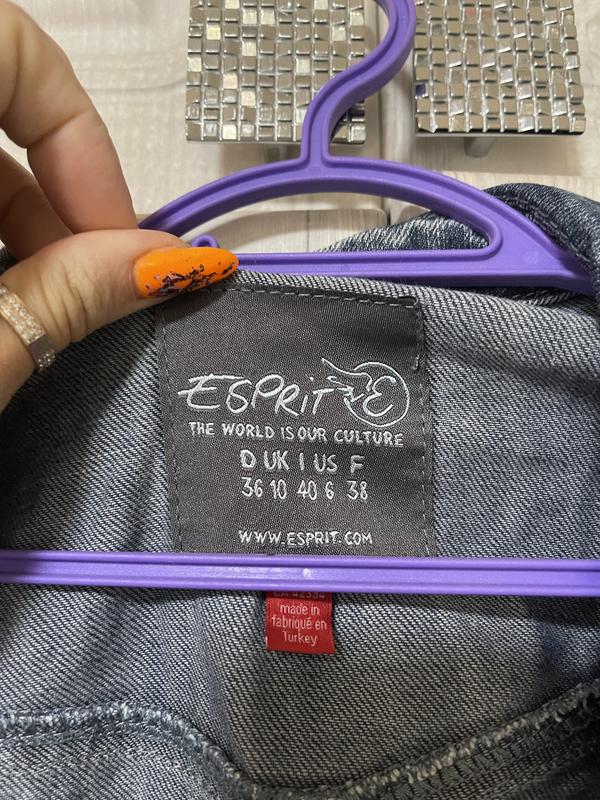 ESPRIT E
THE WORLD IS OUR CULTURE
D UK I US F
36 10 40 6 38
WWW.ESPRIT.COM
made in
fabriqué en
Turkey